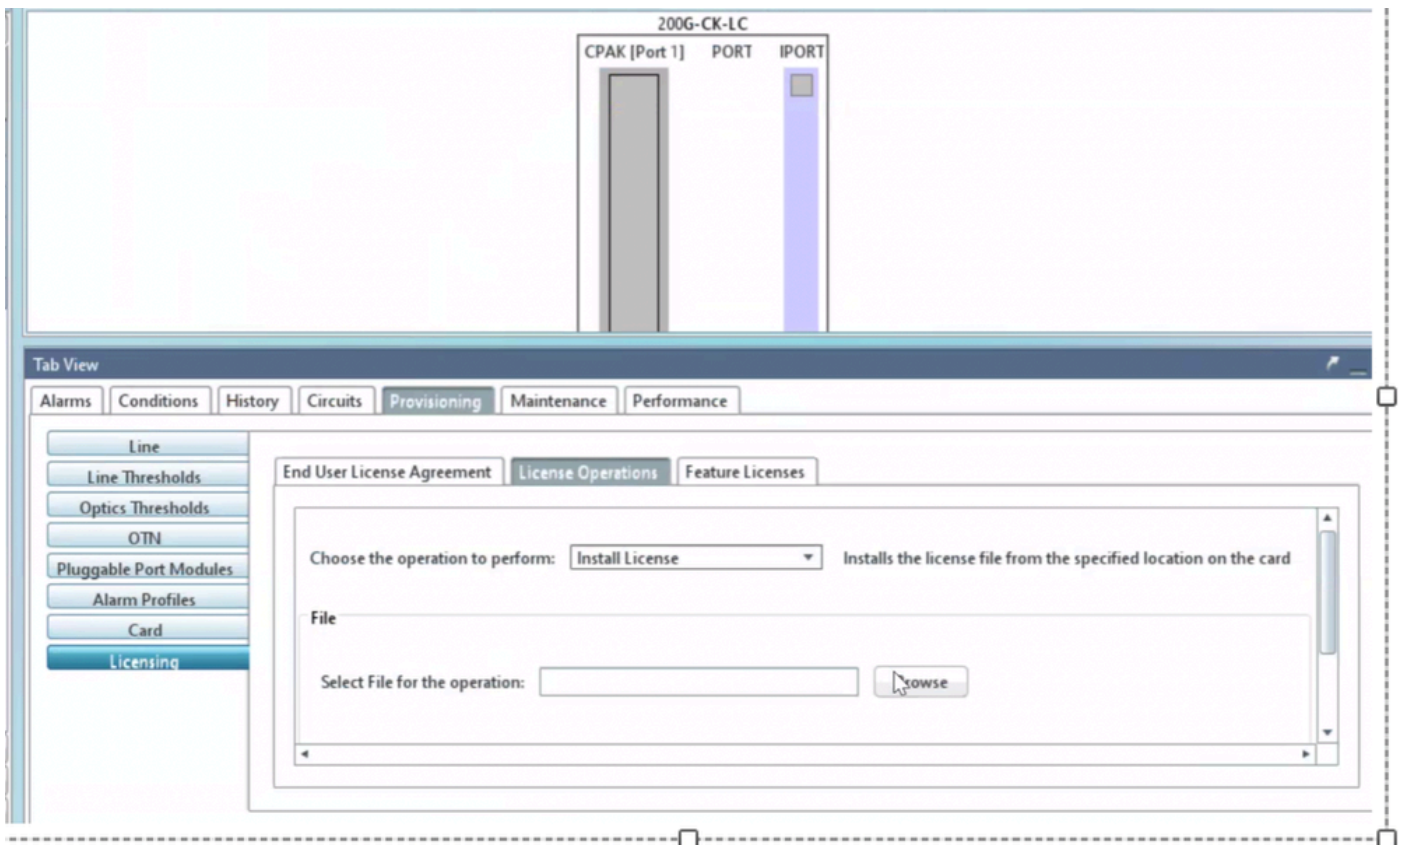 200G-CK-LC
CPAK [Port 1] PORT IPORT
Tab View
Alarms Conditions History Circuits Provisioning Maintenance Performance
Line
Line Thresholds
Optics Thresholds
OTN
Pluggable Port Modules
Alarm Profiles
Card
Licensing
End User License Agreement License Operations Feature Licenses
Choose the operation to perform: Install License Installs the license file from the specified location on the card
File
Select File for the operation: Browse